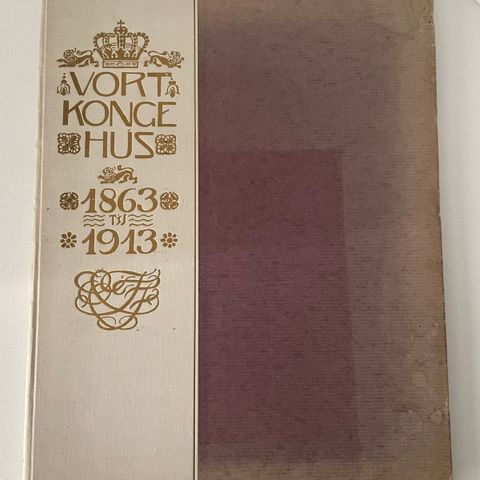 VORT
KONGE
HUS
1863
TIL
1913